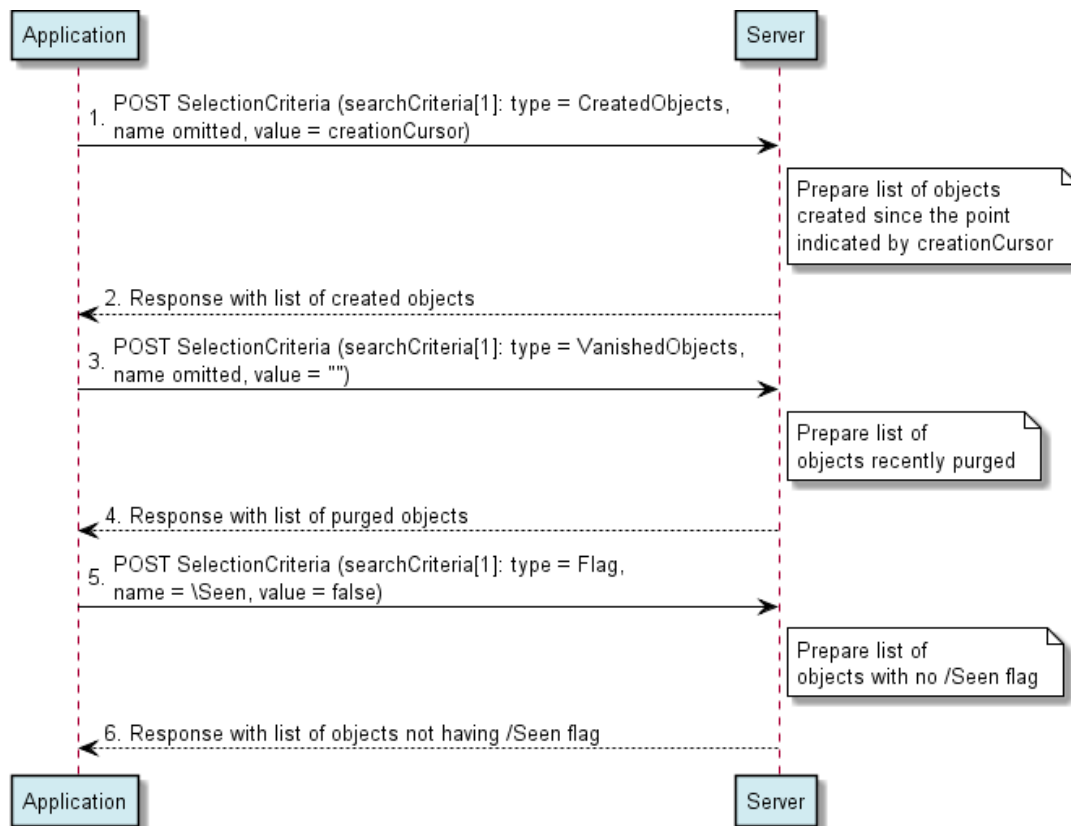 Application
Server
1. POST SelectionCriteria (searchCriteria[1]: type = CreatedObjects,
name omitted, value = creationCursor)
Prepare list of objects
created since the point
indicated by creationCursor
2. Response with list of created objects
3. POST SelectionCriteria (searchCriteria[1]: type = VanishedObjects,
name omitted, value = "")
Prepare list of
objects recently purged
4. Response with list of purged objects
5. POST SelectionCriteria (searchCriteria[1]: type = Flag,
name = \Seen, value = false)
Prepare list of
objects with no /Seen flag
6. Response with list of objects not having /Seen flag
Application
Server